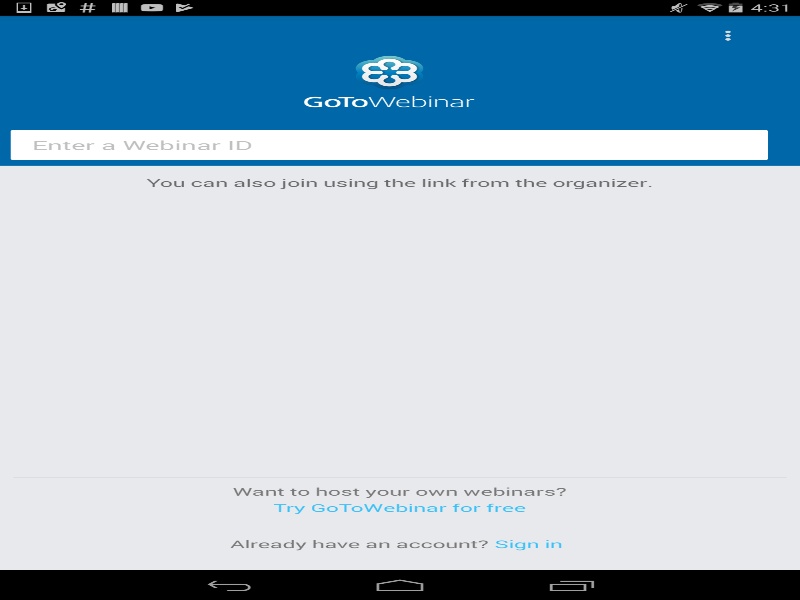 4:31
GoToWebinar
Enter a Webinar ID
You can also join using the link from the organizer.
Want to host your own webinars?
Try GoToWebinar for free
Already have an account? Sign in